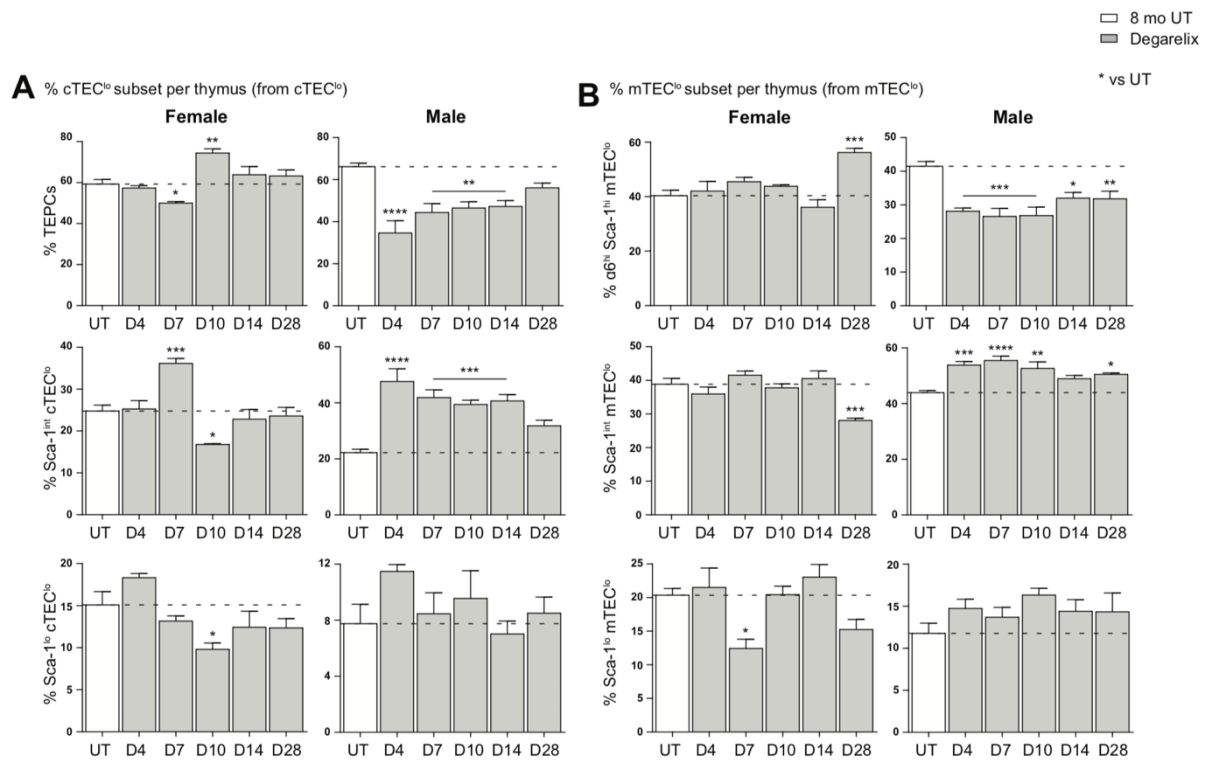 8 mo UT
Degarelix
* vs UT
A % cTEClo subset per thymus (from cTEClo)
Female
Male
% TEPCs
80
60
40
20
0
*
**
UT D4 D7 D10 D14 D28
80
60
40
20
0
****
**
UT D4 D7 D10 D14 D28
% Sca-1int cTEClo
40
30
20
10
0
***
*
UT D4 D7 D10 D14 D28
60
40
20
0
****
***
UT D4 D7 D10 D14 D28
% Sca-1lo cTEClo
20
15
10
5
0
*
UT D4 D7 D10 D14 D28
12
8
4
0
UT D4 D7 D10 D14 D28
B % mTEClo subset per thymus (from mTEClo)
Female
Male
% α6hi Sca-1hi mTEClo
60
40
20
0
***
UT D4 D7 D10 D14 D28
50
40
30
20
10
0
***
*
**
UT D4 D7 D10 D14 D28
% Sca-1int mTEClo
50
40
30
20
10
0
***
UT D4 D7 D10 D14 D28
60
40
20
0
***
****
**
*
UT D4 D7 D10 D14 D28
% Sca-1lo mTEClo
25
20
15
10
5
0
*
UT D4 D7 D10 D14 D28
20
15
10
5
0
UT D4 D7 D10 D14 D28